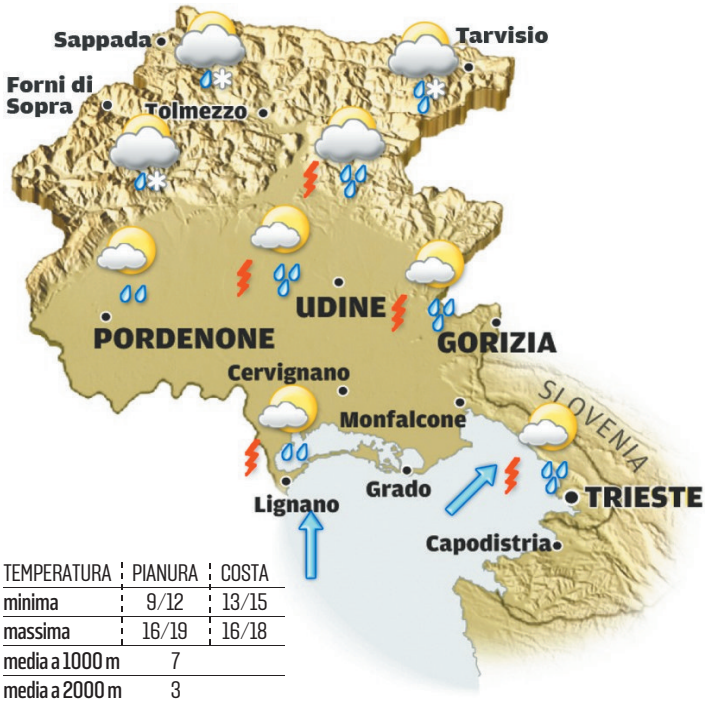 Sappada
Tarvisio
Forni di
Sopra
Tolmezzo
UDINE
PORDENONE
GORIZIA
Cervignano
SLOVENIA
Monfalcone
Grado
Lignano
TRIESTE
Capodistria
TEMPERATURA PIANURA COSTA
minima 9/12 13/15
massima 16/19 16/18
media a 1000 m 7
media a 2000 m 3